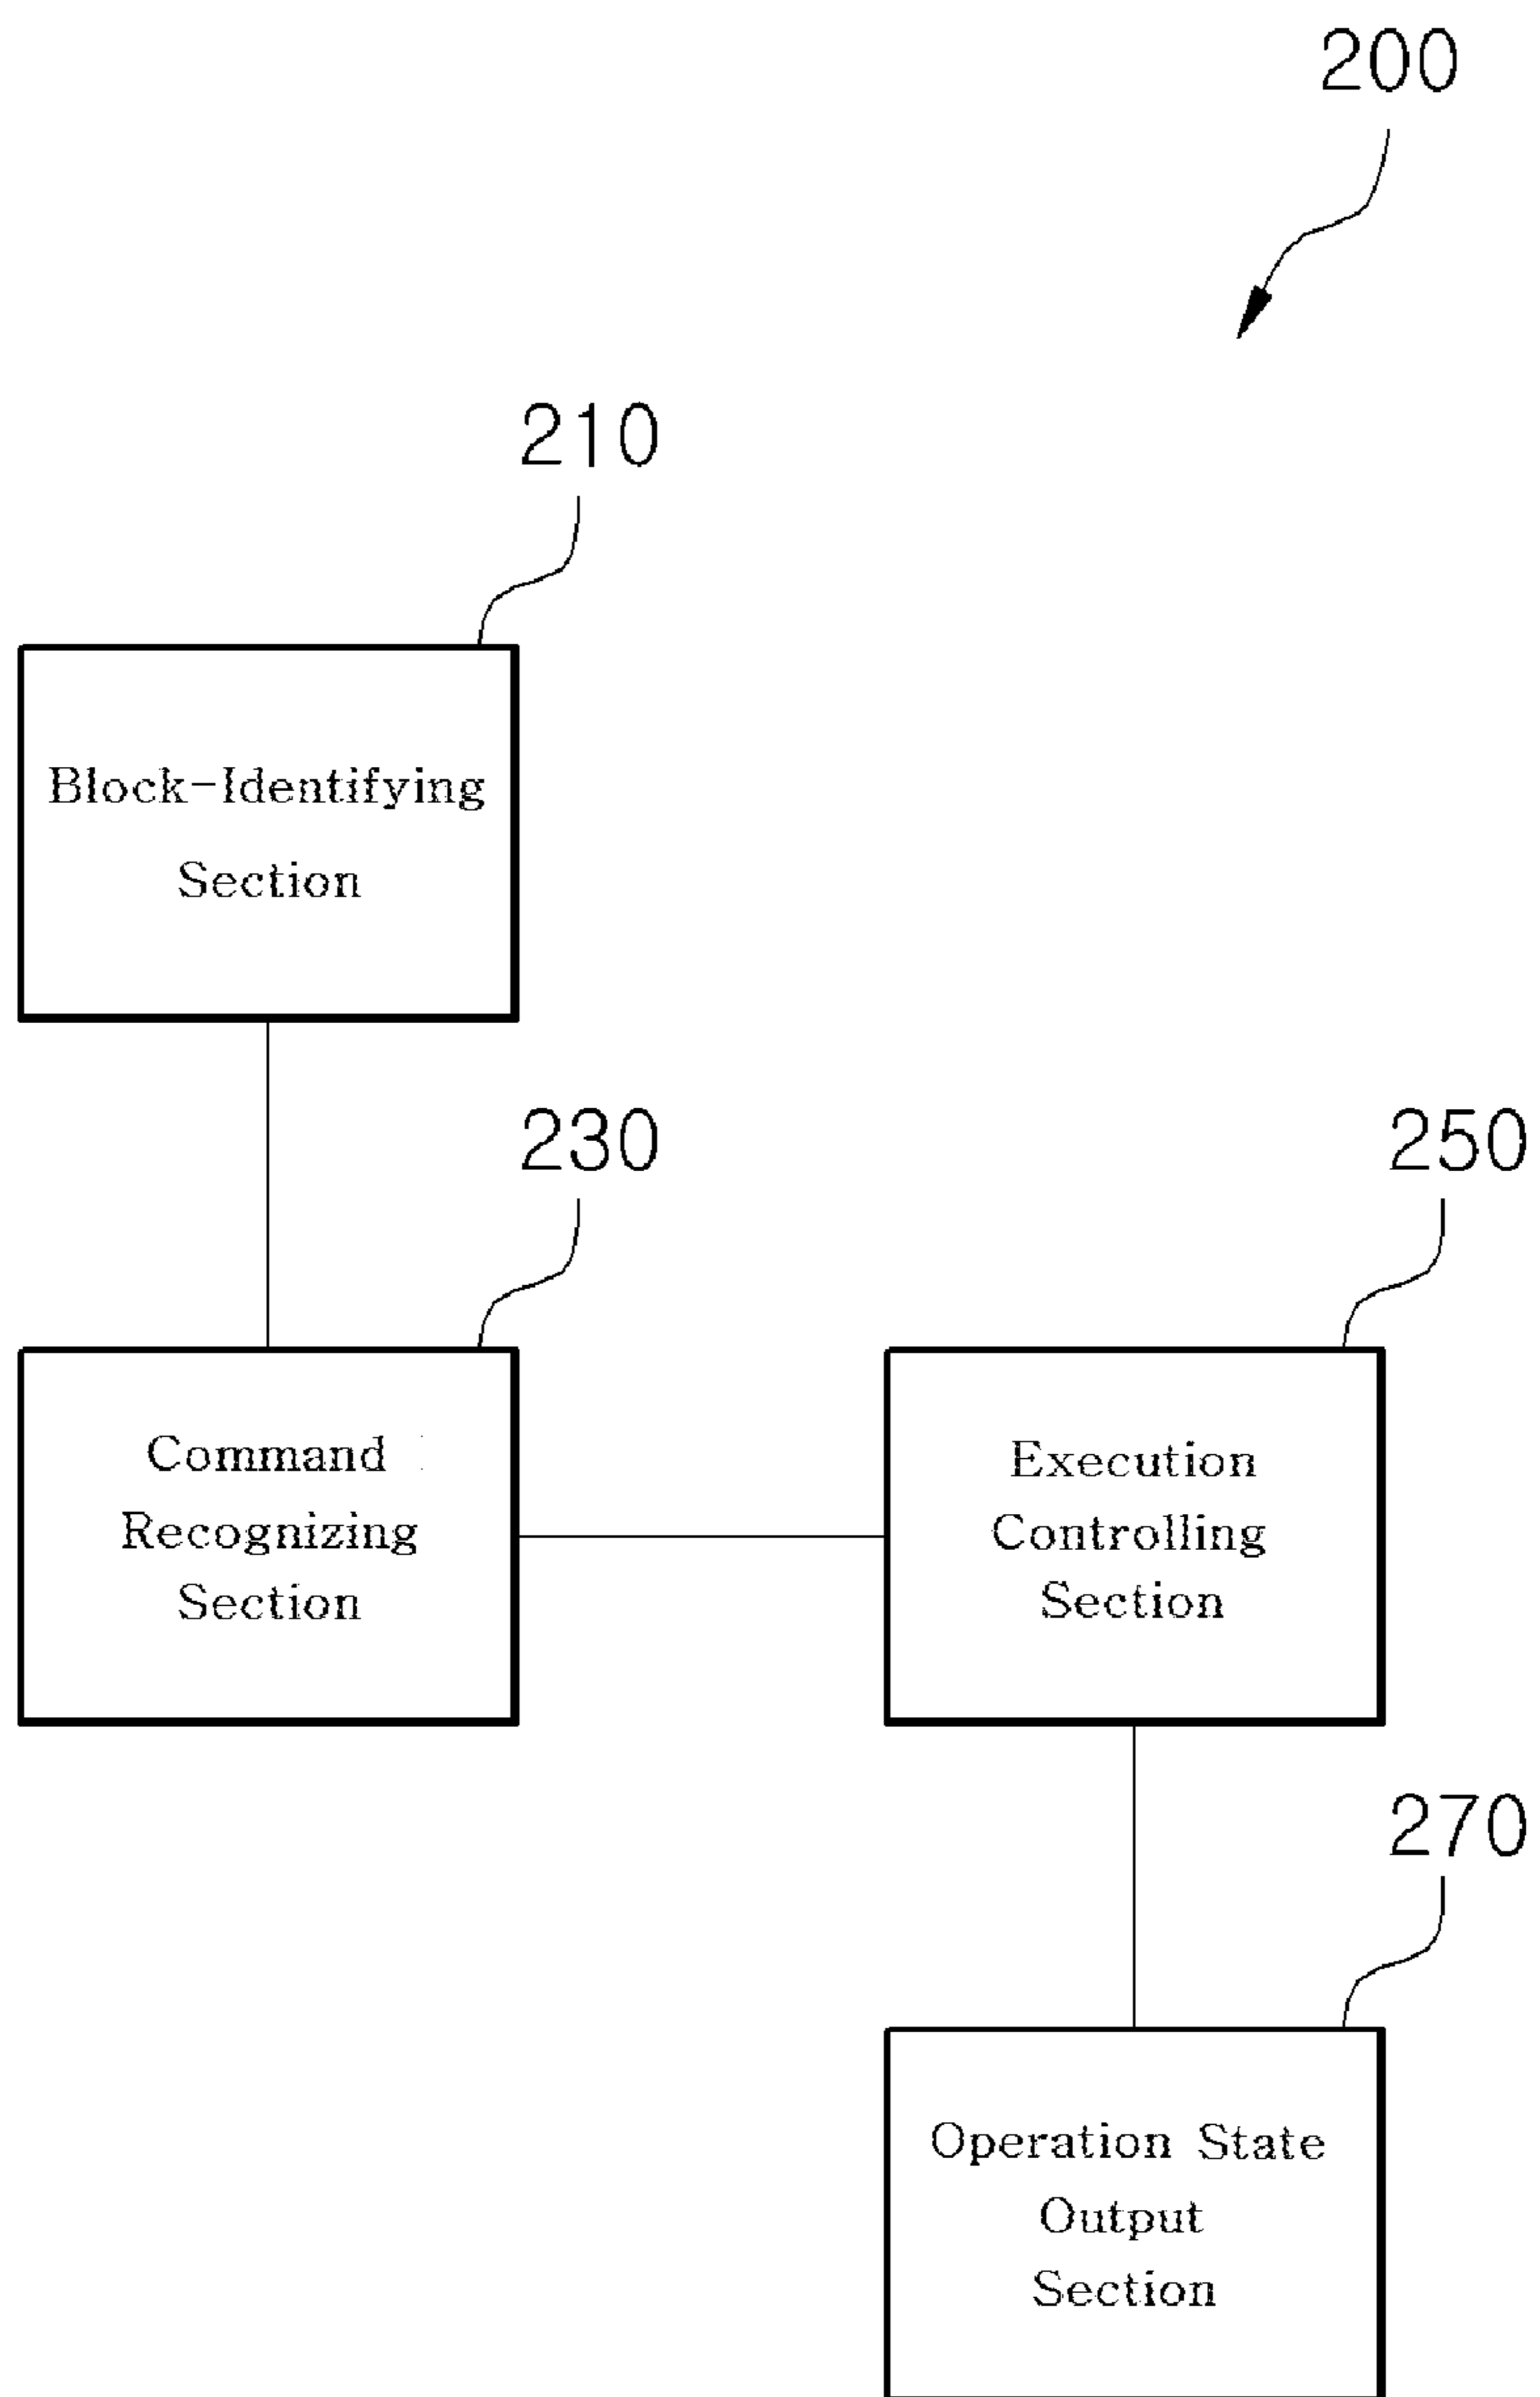 200
210
Block-Identifying
Section
230
250
Command
Recognizing
Section
Execution
Controlling
Section
270
Operation State
Output
Section